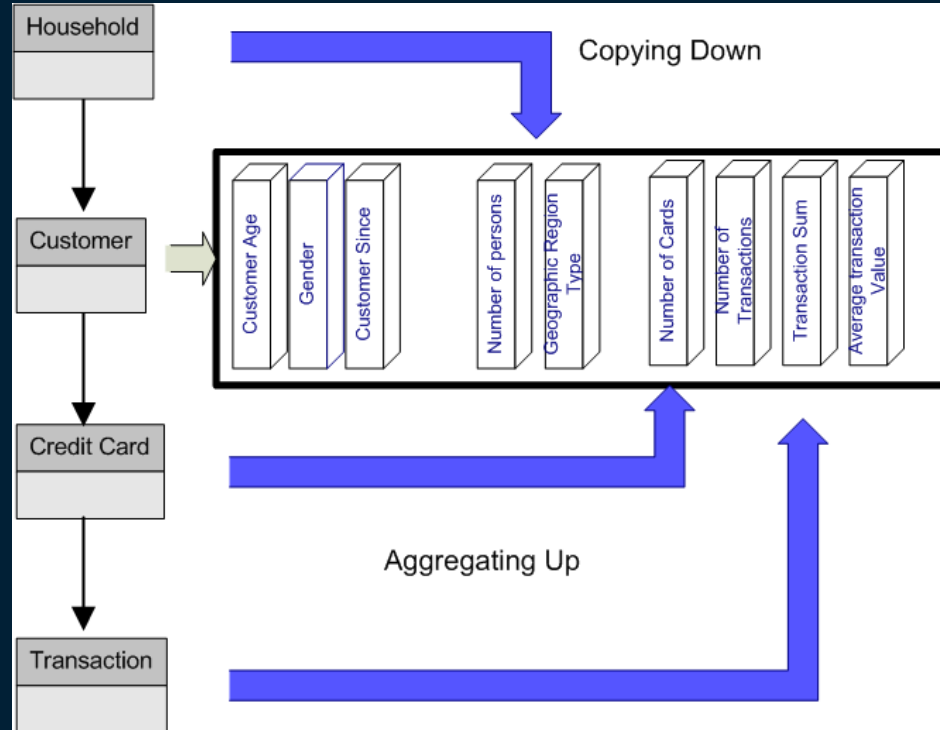 Household
Copying Down
Customer
Customer Age
Gender
Customer Since
Number of persons
Geographic Region
Type
Number of Cards
Number of
Transactions
Transaction Sum
Average transaction
Value
Credit Card
Aggregating Up
Transaction